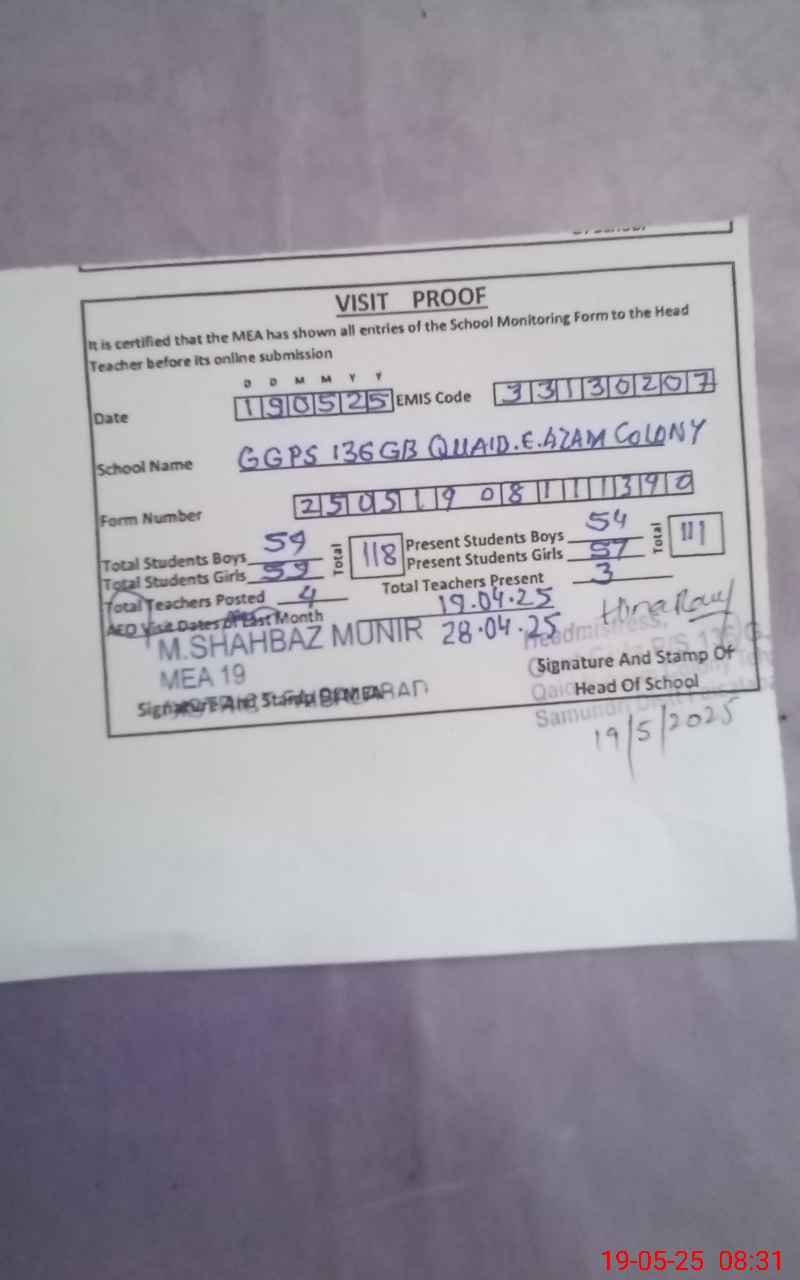 VISIT PROOF
It is certified that the MEA has shown all entries of the School Monitoring Form to the Head
Teacher before its online submission
D D M M Y Y
Date 190525 EMIS Code 33130207
School Name GGPS 136GB QUAID.E.AZAM COLONY
Form Number 25051908111390
Total Students Boys 59 Total 118 Present Students Boys 54 Total 111
Total Students Girls 59 Present Students Girls 57
Total Teachers Posted 4 Total Teachers Present 3
AEO Visit Dates Of Last Month 19.04.25
28.04.25
Hina Rauf
M.SHAHBAZ MUNIR
MEA 19
Headmistress,
Signature And Stamp Of MEA
Signature And Stamp Of
Head Of School
Samundri
19/5/2025
19-05-25 08:31